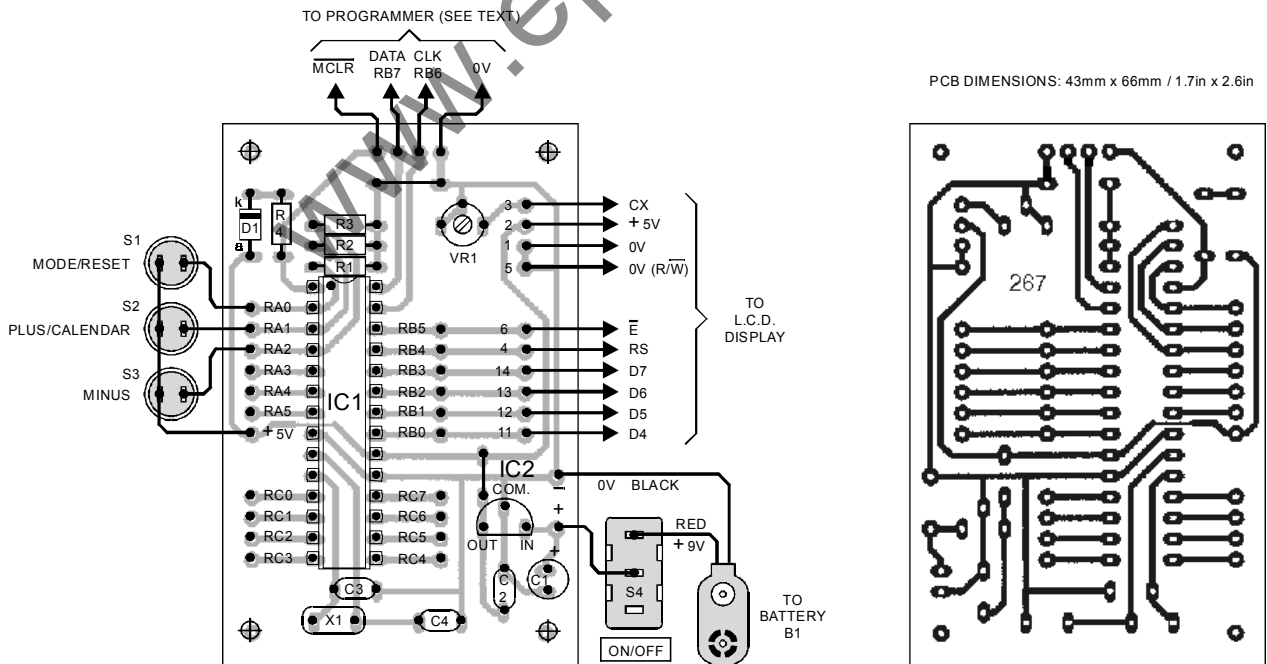 TO PROGRAMMER (SEE TEXT)
MCLR
DATA
RB7
CLK
RB6
0V
PCB DIMENSIONS: 43mm x 66mm / 1.7in x 2.6in
k
D1
a
R
4
R3
R2
R1
VR1
3 CX
2 +5V
1 0V
5 0V (R/W)
TO
L.C.D.
DISPLAY
S1
MODE/RESET
S2
PLUS/CALENDAR
S3
MINUS
RA0
RA1
RA2
RA3
RA4
RA5
+5V
IC1
RB5 6 E
RB4 4 RS
RB3 14 D7
RB2 13 D6
RB1 12 D5
RB0 11 D4
RC0
RC1
RC2
RC3
RC7
RC6
RC5
RC4
IC2
COM.
OUT IN
−
+
+
C1
C
2
C3
X1
C4
0V BLACK
RED
+9V
S4
ON/OFF
TO
BATTERY
B1
267